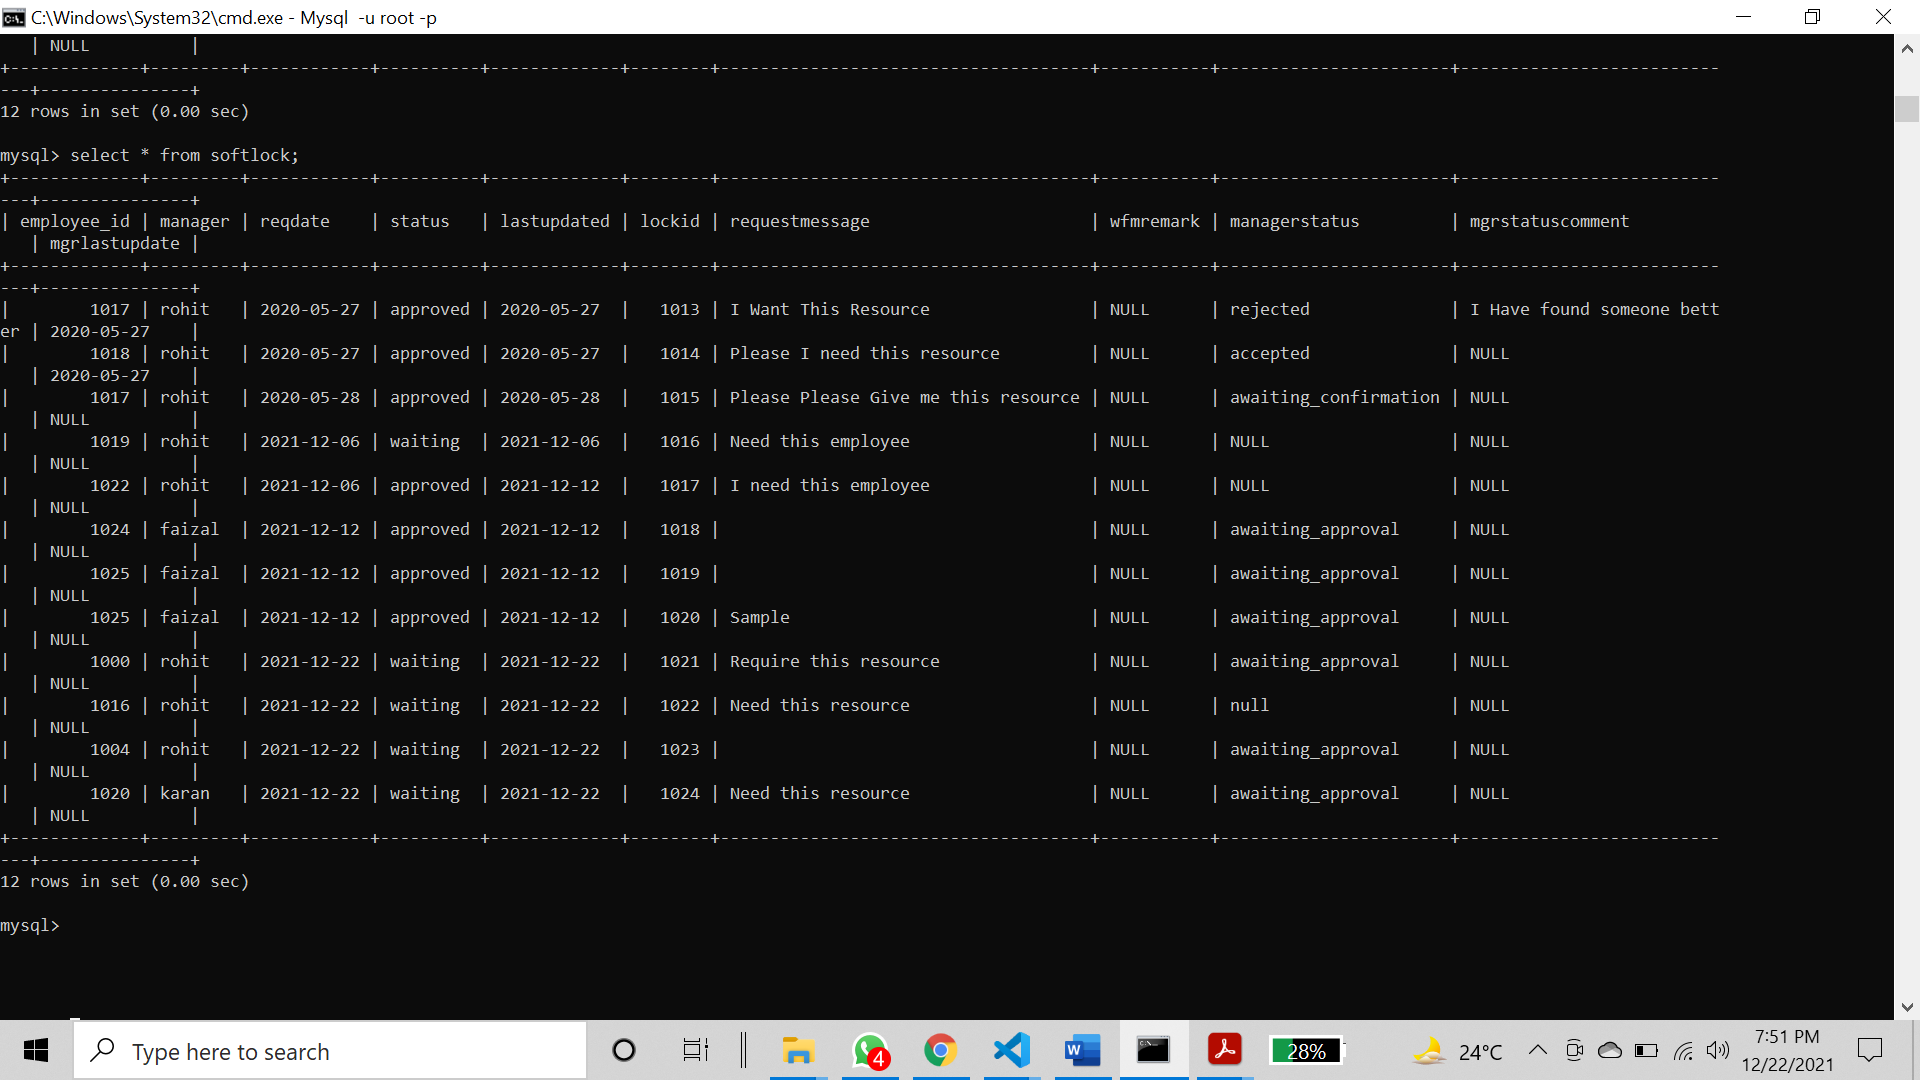 C:\Windows\System32\cmd.exe - Mysql  -u root -p
   | NULL          |
+-------------+---------+------------+----------+-------------+--------+-------------------------------------+-----------+-----------------------+--------------------------
---+---------------+
12 rows in set (0.00 sec)
mysql> select * from softlock;
+-------------+---------+------------+----------+-------------+--------+-------------------------------------+-----------+-----------------------+--------------------------
---+---------------+
| employee_id | manager | reqdate    | status   | lastupdated | lockid | requestmessage                      | wfmremark | managerstatus         | mgrstatuscomment
   | mgrlastupdate |
+-------------+---------+------------+----------+-------------+--------+-------------------------------------+-----------+-----------------------+--------------------------
---+---------------+
|        1017 | rohit   | 2020-05-27 | approved | 2020-05-27  |   1013 | I Want This Resource                | NULL      | rejected              | I Have found someone bett
er | 2020-05-27    |
|        1018 | rohit   | 2020-05-27 | approved | 2020-05-27  |   1014 | Please I need this resource         | NULL      | accepted              | NULL
   | 2020-05-27    |
|        1017 | rohit   | 2020-05-28 | approved | 2020-05-28  |   1015 | Please Please Give me this resource | NULL      | awaiting_confirmation | NULL
   | NULL          |
|        1019 | rohit   | 2021-12-06 | waiting  | 2021-12-06  |   1016 | Need this employee                  | NULL      | NULL                  | NULL
   | NULL          |
|        1022 | rohit   | 2021-12-06 | approved | 2021-12-12  |   1017 | I need this employee                | NULL      | NULL                  | NULL
   | NULL          |
|        1024 | faizal  | 2021-12-12 | approved | 2021-12-12  |   1018 |                                     | NULL      | awaiting_approval     | NULL
   | NULL          |
|        1025 | faizal  | 2021-12-12 | approved | 2021-12-12  |   1019 |                                     | NULL      | awaiting_approval     | NULL
   | NULL          |
|        1025 | faizal  | 2021-12-12 | approved | 2021-12-12  |   1020 | Sample                              | NULL      | awaiting_approval     | NULL
   | NULL          |
|        1000 | rohit   | 2021-12-22 | waiting  | 2021-12-22  |   1021 | Require this resource               | NULL      | awaiting_approval     | NULL
   | NULL          |
|        1016 | rohit   | 2021-12-22 | waiting  | 2021-12-22  |   1022 | Need this resource                  | NULL      | null                  | NULL
   | NULL          |
|        1004 | rohit   | 2021-12-22 | waiting  | 2021-12-22  |   1023 |                                     | NULL      | awaiting_approval     | NULL
   | NULL          |
|        1020 | karan   | 2021-12-22 | waiting  | 2021-12-22  |   1024 | Need this resource                  | NULL      | awaiting_approval     | NULL
   | NULL          |
+-------------+---------+------------+----------+-------------+--------+-------------------------------------+-----------+-----------------------+--------------------------
---+---------------+
12 rows in set (0.00 sec)
mysql>
Type here to search
4
28%
24°C
7:51 PM
12/22/2021